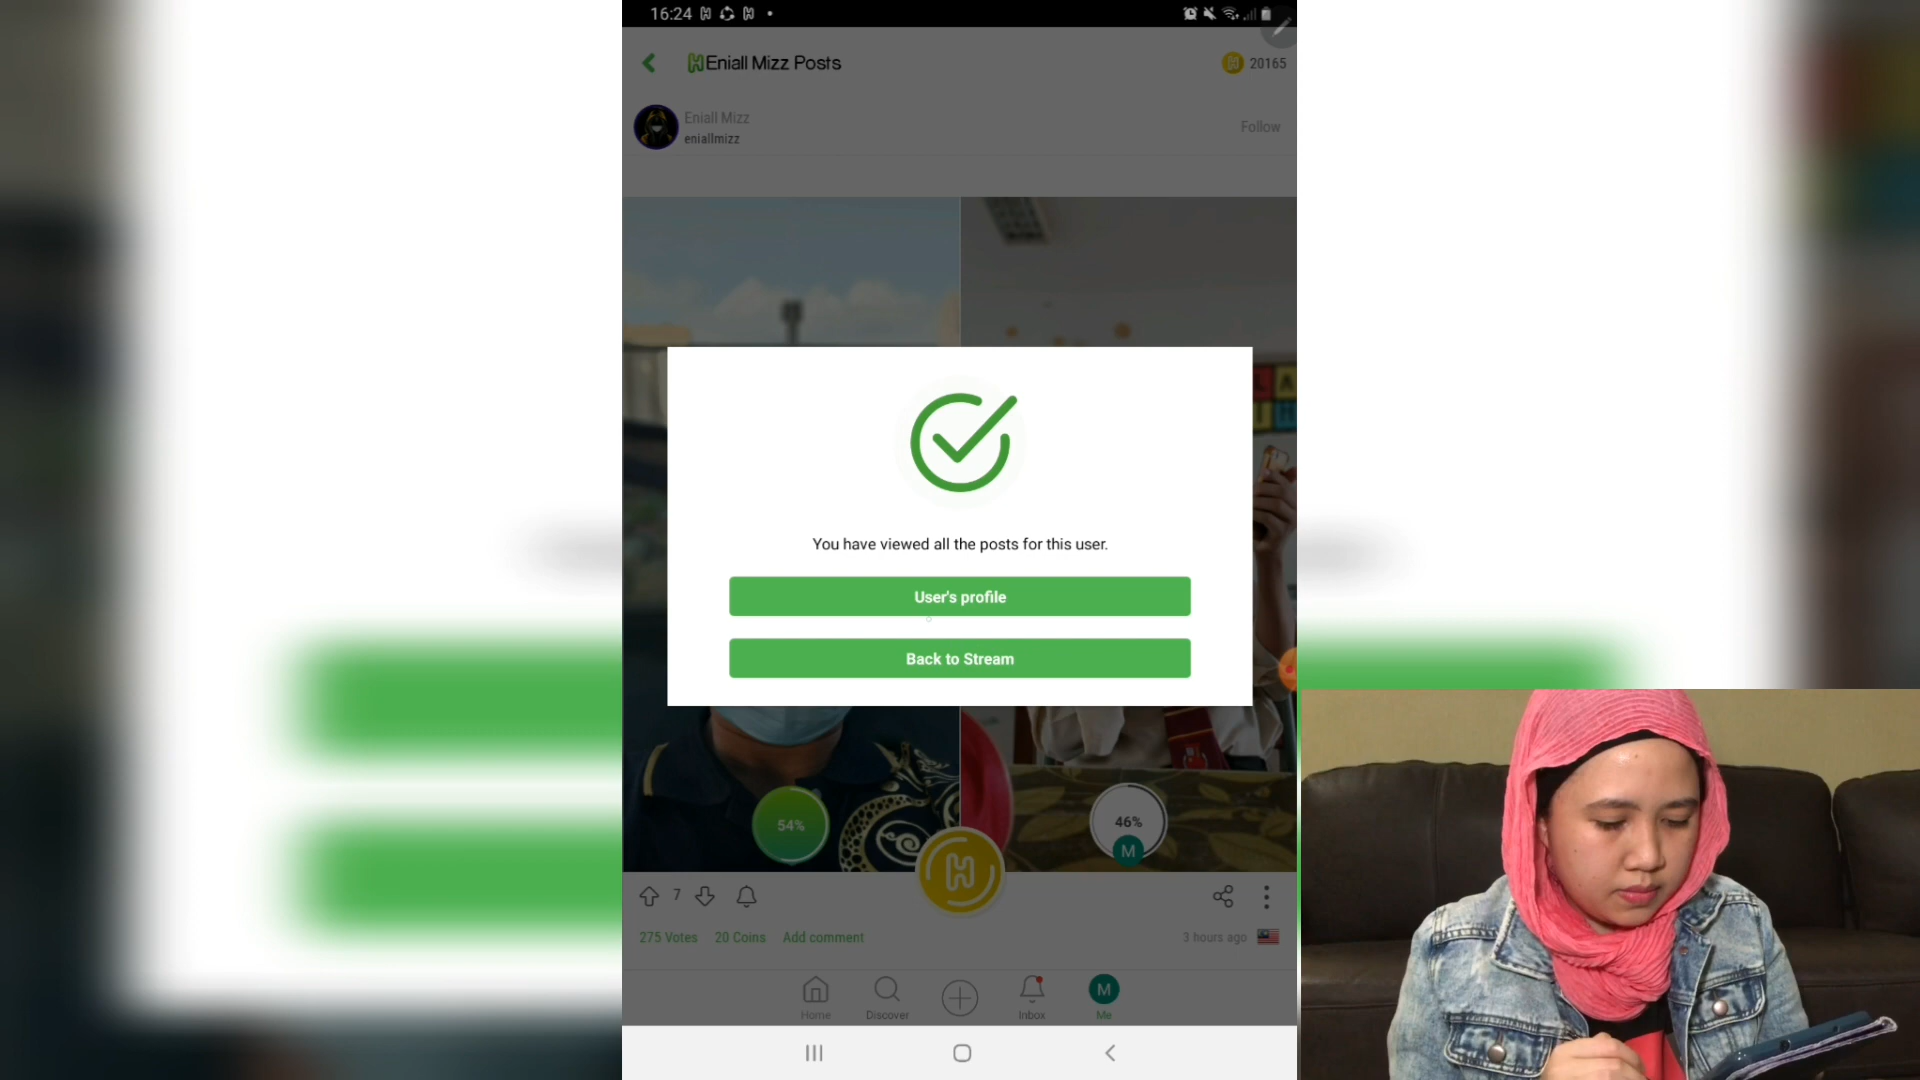 16:24
Eniall Mizz Posts
20165
Eniall Mizz
eniallmizz
Follow
You have viewed all the posts for this user.
User's profile
Back to Stream
54%
46%
M
7
275 Votes 20 Coins Add comment
3 hours ago
M
Home Discover Inbox Me